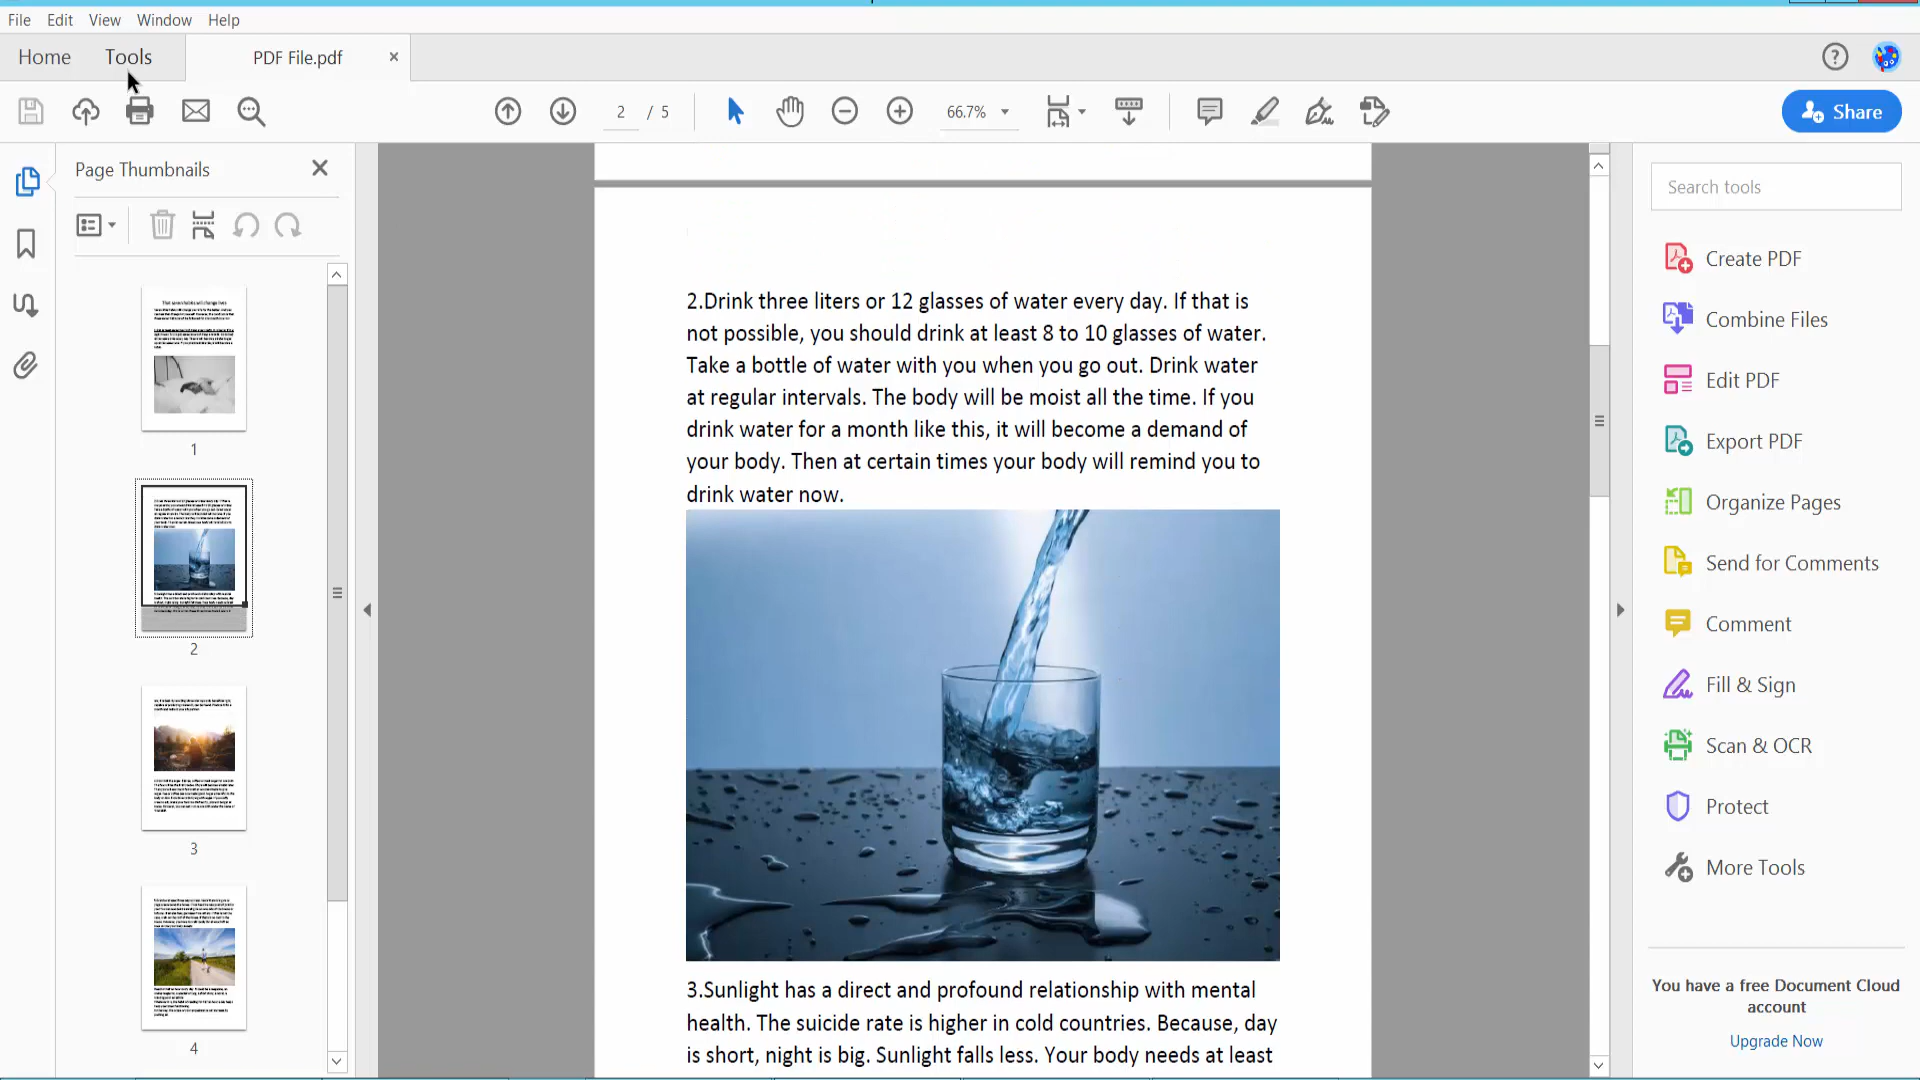 File Edit View Window Help
Home Tools PDF File.pdf
2 / 5 66.7% Share
Page Thumbnails
1
2
3
4
2.Drink three liters or 12 glasses of water every day. If that is
not possible, you should drink at least 8 to 10 glasses of water.
Take a bottle of water with you when you go out. Drink water
at regular intervals. The body will be moist all the time. If you
drink water for a month like this, it will become a demand of
your body. Then at certain times your body will remind you to
drink water now.
3.Sunlight has a direct and profound relationship with mental
health. The suicide rate is higher in cold countries. Because, day
is short, night is big. Sunlight falls less. Your body needs at least
Search tools
Create PDF
Combine Files
Edit PDF
Export PDF
Organize Pages
Send for Comments
Comment
Fill & Sign
Scan & OCR
Protect
More Tools
You have a free Document Cloud
account
Upgrade Now